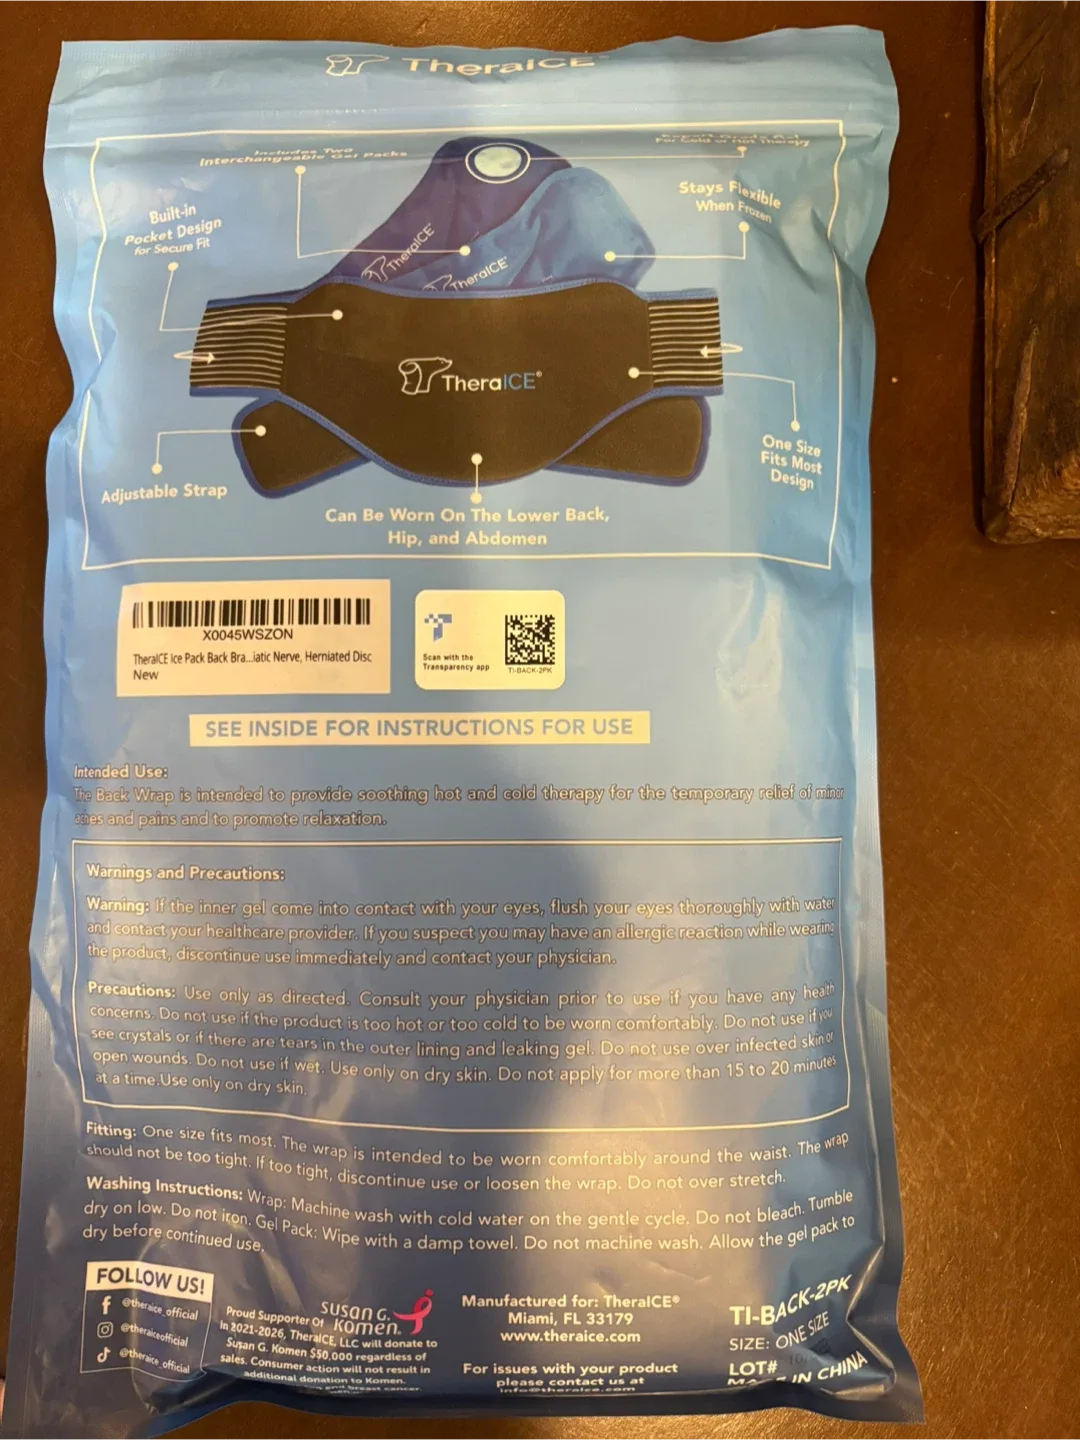 TheraICE
Includes Two
Interchangeable Gel Packs
For Cold or Hot Therapy
Built-in
Pocket Design
for Secure Fit
Stays Flexible
When Frozen
TheraICE
TheraICE
TheraICE®
Adjustable Strap
One Size
Fits Most
Design
Can Be Worn On The Lower Back,
Hip, and Abdomen
X0045WSZON
TheraICE Ice Pack Back Bra...iatic Nerve, Herniated Disc
New
Scan with the
Transparency app
TI-BACK-2PK
SEE INSIDE FOR INSTRUCTIONS FOR USE
Intended Use:
The Back Wrap is intended to provide soothing hot and cold therapy for the temporary relief of minor
aches and pains and to promote relaxation.
Warnings and Precautions:
Warning: If the inner gel come into contact with your eyes, flush your eyes thoroughly with water
and contact your healthcare provider. If you suspect you may have an allergic reaction while wearing
the product, discontinue use immediately and contact your physician.
Precautions: Use only as directed. Consult your physician prior to use if you have any health
concerns. Do not use if the product is too hot or too cold to be worn comfortably. Do not use if you
see crystals or if there are tears in the outer lining and leaking gel. Do not use over infected skin or
open wounds. Do not use if wet. Use only on dry skin. Do not apply for more than 15 to 20 minutes
at a time.Use only on dry skin.
Fitting: One size fits most. The wrap is intended to be worn comfortably around the waist. The wrap
should not be too tight. If too tight, discontinue use or loosen the wrap. Do not over stretch.
Washing Instructions: Wrap: Machine wash with cold water on the gentle cycle. Do not bleach. Tumble
dry on low. Do not iron. Gel Pack: Wipe with a damp towel. Do not machine wash. Allow the gel pack to
dry before continued use.
FOLLOW US!
@theraice_official
@theraiceofficial
@theraice_official
Proud Supporter Of
SUSAN G.
Komen.
In 2021-2026, TheraICE, LLC will donate to
Susan G. Komen $50,000 regardless of
sales. Consumer action will not result in
additional donation to Komen.
Manufactured for: TheraICE®
Miami, FL 33179
www.theraice.com
For issues with your product
please contact us at
info@theraice.com
TI-BACK-2PK
SIZE: ONE SIZE
LOT#
IN CHINA